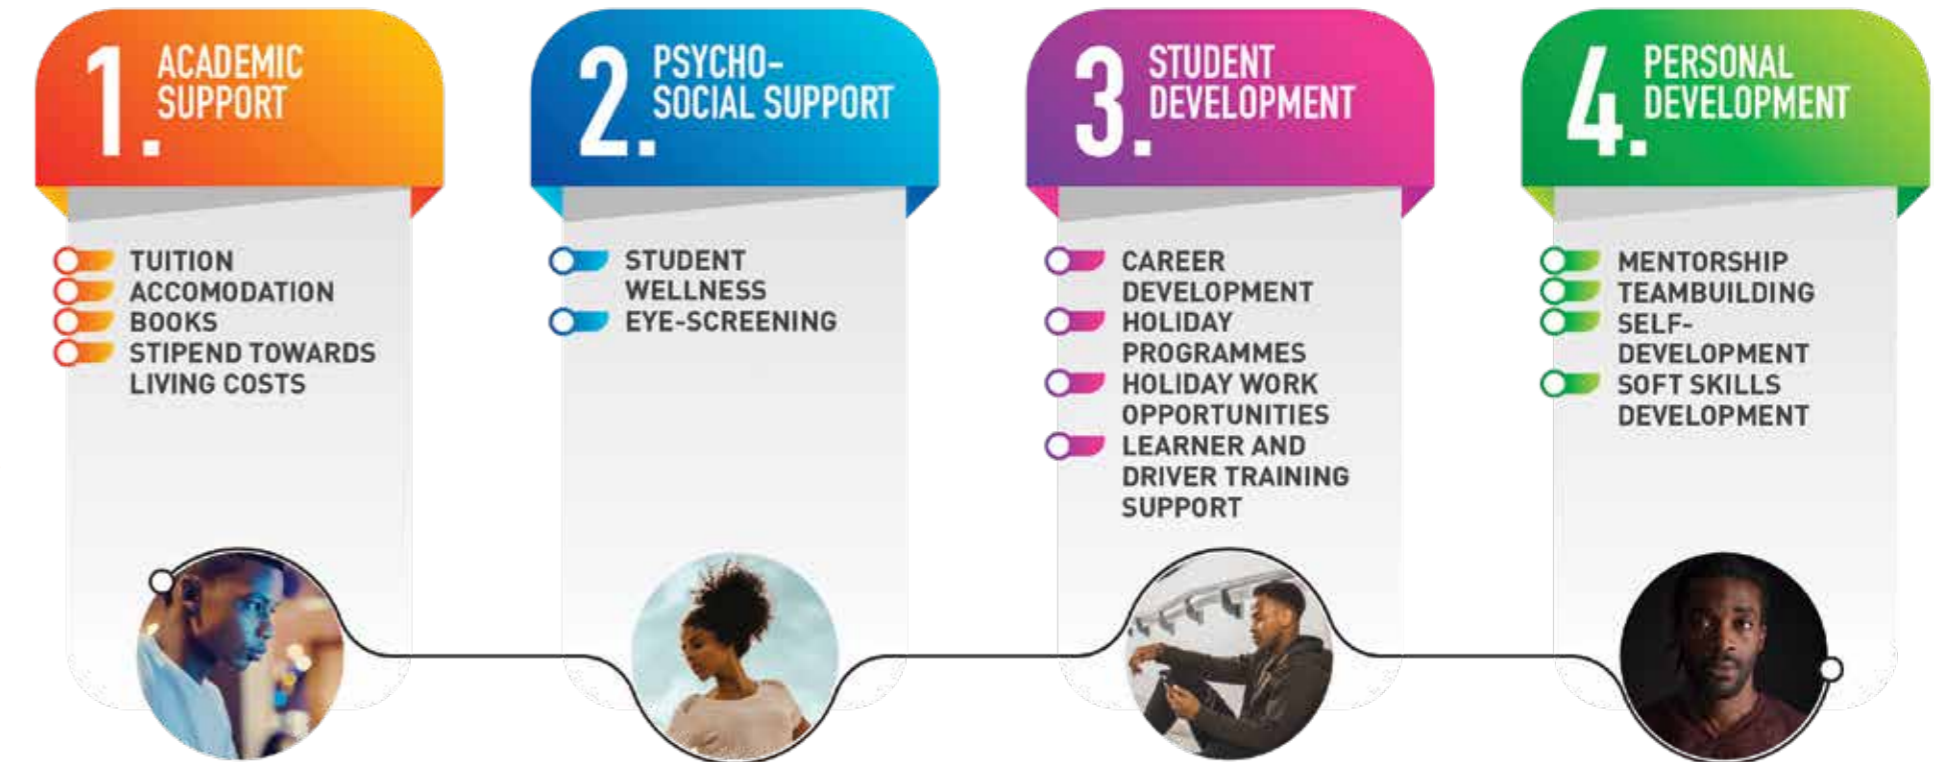 1.
ACADEMIC
SUPPORT
TUITION
ACCOMODATION
BOOKS
STIPEND TOWARDS
LIVING COSTS
2.
PSYCHO-
SOCIAL SUPPORT
STUDENT
WELLNESS
EYE-SCREENING
3.
STUDENT
DEVELOPMENT
CAREER
DEVELOPMENT
HOLIDAY
PROGRAMMES
HOLIDAY WORK
OPPORTUNITIES
LEARNER AND
DRIVER TRAINING
SUPPORT
4.
PERSONAL
DEVELOPMENT
MENTORSHIP
TEAMBUILDING
SELF-
DEVELOPMENT
SOFT SKILLS
DEVELOPMENT